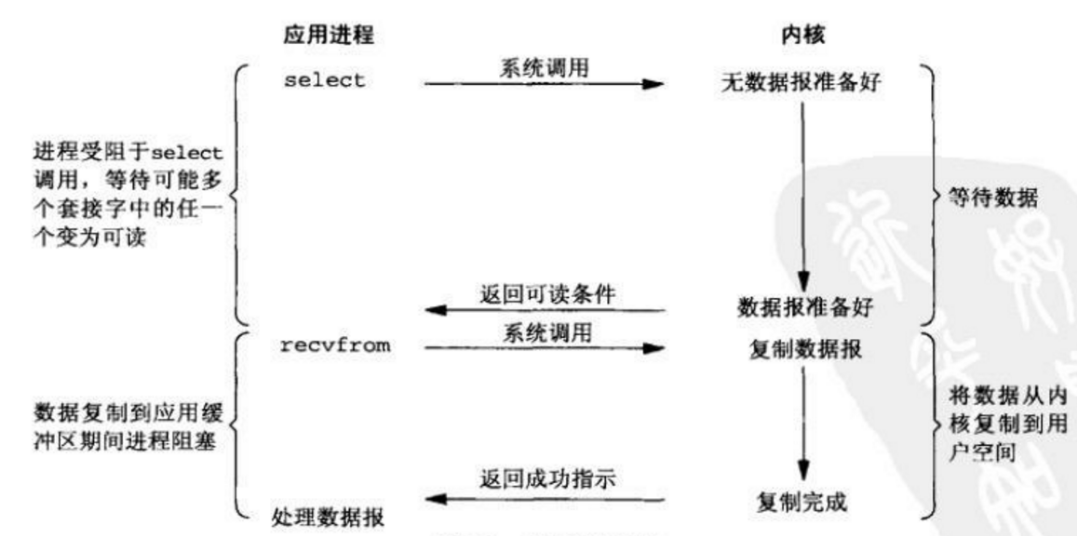 应用进程
内核
select
系统调用
无数据报准备好
进程受阻于select
调用，等待可能多
个套接字中的任一
个变为可读
等待数据
返回可读条件
数据报准备好
recvfrom
系统调用
复制数据报
数据复制到应用缓
冲区期间进程阻塞
将数据从内
核复制到用
户空间
返回成功指示
复制完成
处理数据报